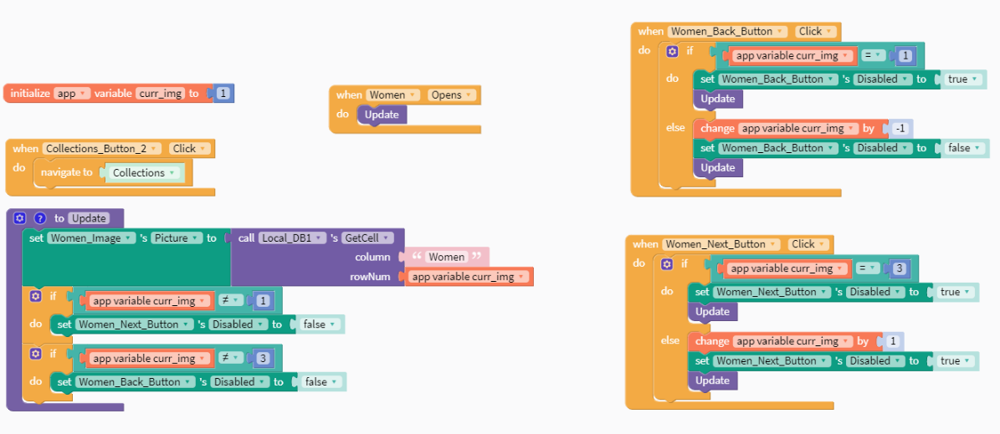 initialize app variable curr_img to 1
when Collections_Button_2 Click
do navigate to Collections
? to Update
set Women_Image 's Picture to call Local_DB1 's GetCell
column “ Women ”
rowNum app variable curr_img
if app variable curr_img ≠ 1
do set Women_Next_Button 's Disabled to false
if app variable curr_img ≠ 3
do set Women_Back_Button 's Disabled to false
when Women Opens
do Update
when Women_Back_Button Click
do if app variable curr_img = 1
do set Women_Back_Button 's Disabled to true
Update
else change app variable curr_img by -1
set Women_Back_Button 's Disabled to false
Update
when Women_Next_Button Click
do if app variable curr_img = 3
do set Women_Next_Button 's Disabled to true
Update
else change app variable curr_img by 1
set Women_Next_Button 's Disabled to true
Update